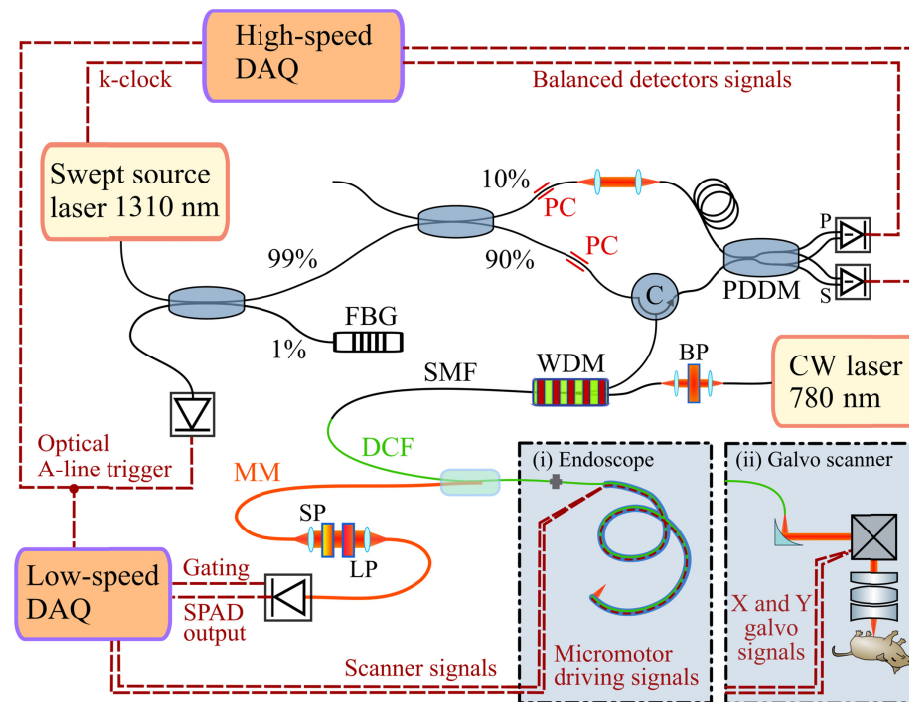 High-speed
DAQ
k-clock
Balanced detectors signals
Swept source
laser 1310 nm
10%
PC
PC
99%
90%
P
S
PDDM
C
FBG
1%
WDM
BP
CW laser
780 nm
SMF
DCF
Optical
A-line trigger
MM
(i) Endoscope
(ii) Galvo scanner
SP
LP
Low-speed
DAQ
Gating
SPAD
output
X and Y
galvo
signals
Scanner signals
Micromotor
driving signals